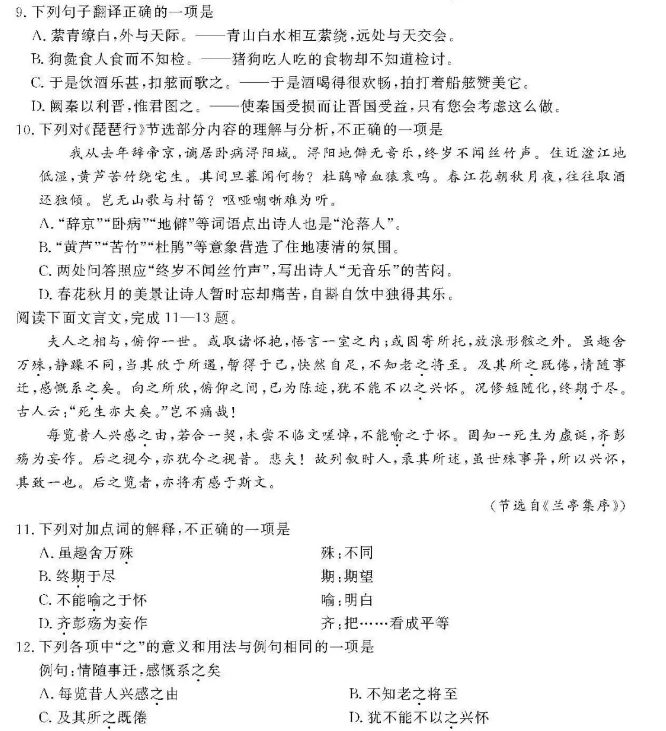 9. 下列句子翻译正确的一项是
A. 萦青缭白,外与天际。——青山白水相互萦绕,远处与天交会。
B. 狗彘食人食而不知检。——猪狗吃人吃的食物却不知道检讨。
C. 于是饮酒乐甚,扣舷而歌之。——于是酒喝得很欢畅,拍打着船舷赞美它。
D. 阙秦以利晋,惟君图之。——使秦国受损而让晋国受益,只有您会考虑这么做。
10. 下列对《琵琶行》节选部分内容的理解与分析,不正确的一项是
我从去年辞帝京,谪居卧病浔阳城。浔阳地僻无音乐,终岁不闻丝竹声。住近湓江地
低湿,黄芦苦竹绕宅生。其间旦暮闻何物?杜鹃啼血猿哀鸣。春江花朝秋月夜,往往取酒
还独倾。岂无山歌与村笛?呕哑嘲哳难为听。
A. “辞京”“卧病”“地僻”等词语点出诗人也是“沦落人”。
B. “黄芦”“苦竹”“杜鹃”等意象营造了住地凄清的氛围。
C. 两处问答照应“终岁不闻丝竹声”,写出诗人“无音乐”的苦闷。
D. 春花秋月的美景让诗人暂时忘却痛苦,自斟自饮中独得其乐。
阅读下面文言文,完成 11—13 题。
夫人之相与,俯仰一世。或取诸怀抱,悟言一室之内;或因寄所托,放浪形骸之外。虽趣舍
万殊,静躁不同,当其欣于所遇,暂得于己,快然自足,不知老之将至。及其所之既倦,情随事
迁,感慨系之矣。向之所欣,俯仰之间,已为陈迹,犹不能不以之兴怀。况修短随化,终期于尽。
古人云:“死生亦大矣。”岂不痛哉!
每览昔人兴感之由,若合一契,未尝不临文嗟悼,不能喻之于怀。固知一死生为虚诞,齐彭
殇为妄作。后之视今,亦犹今之视昔。悲夫!故列叙时人,录其所述,虽世殊事异,所以兴怀,
其致一也。后之览者,亦将有感于斯文。
(节选自《兰亭集序》)
11. 下列对加点词的解释,不正确的一项是
A. 虽趣舍万殊 殊:不同
B. 终期于尽 期:期望
C. 不能喻之于怀 喻:明白
D. 齐彭殇为妄作 齐:把……看成平等
12. 下列各项中“之”的意义和用法与例句相同的一项是
例句:情随事迁,感慨系之矣
A. 每览昔人兴感之由 B. 不知老之将至
C. 及其所之既倦 D. 犹不能不以之兴怀